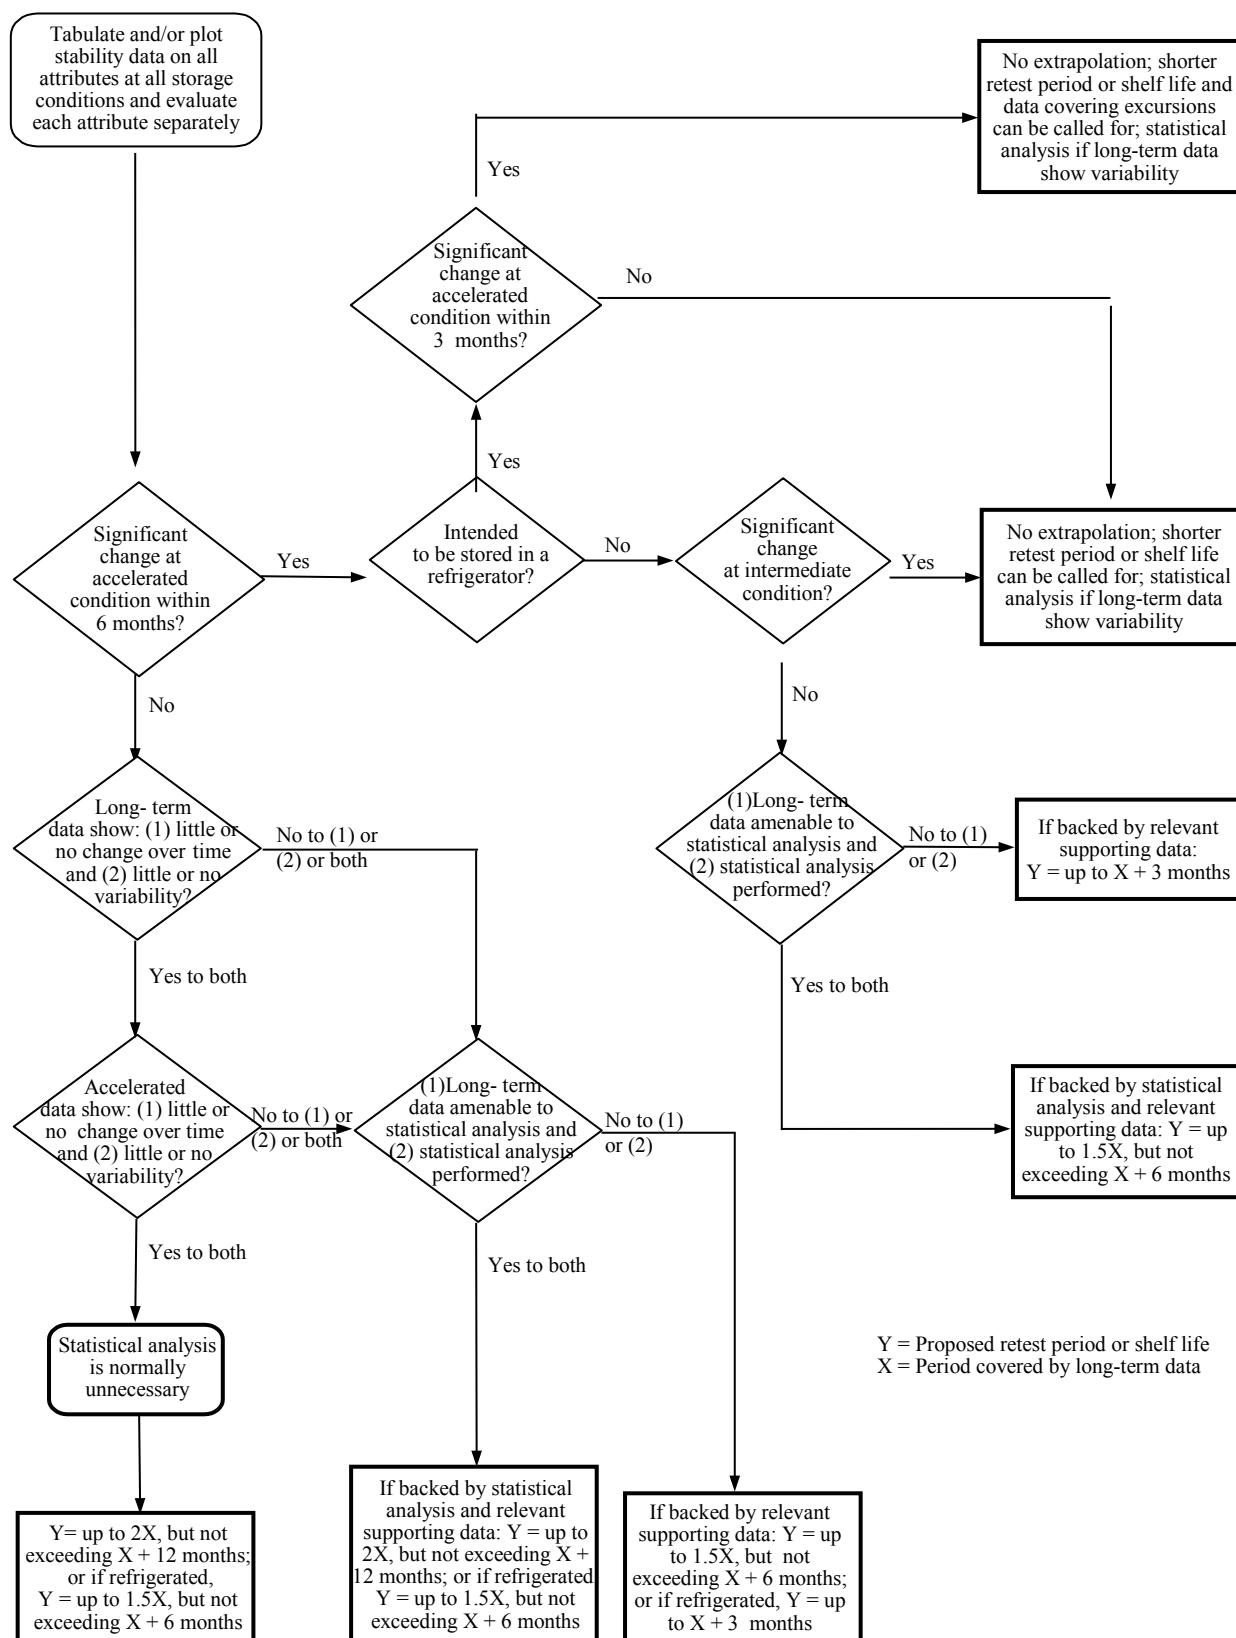 Tabulate and/or plot
stability data on all
attributes at all storage
conditions and evaluate
each attribute separately
No extrapolation; shorter
retest period or shelf life and
data covering excursions
can be called for; statistical
analysis if long-term data
show variability
Yes
Significant
change at
accelerated
condition within
3 months?
No
Yes
Significant
change at
accelerated
condition within
6 months?
Yes
Intended
to be stored in a
refrigerator?
No
Significant
change
at intermediate
condition?
Yes
No extrapolation; shorter
retest period or shelf life
can be called for; statistical
analysis if long-term data
show variability
No
No
Long- term
data show: (1) little or
no change over time
and (2) little or no
variability?
No to (1) or
(2) or both
(1)Long- term
data amenable to
statistical analysis and
(2) statistical analysis
performed?
No to (1)
or (2)
If backed by relevant
supporting data:
Y = up to X + 3 months
Yes to both
Yes to both
Accelerated
data show: (1) little or
no change over time
and (2) little or no
variability?
No to (1) or
(2) or both
(1)Long- term
data amenable to
statistical analysis and
(2) statistical analysis
performed?
No to (1)
or (2)
If backed by statistical
analysis and relevant
supporting data: Y = up
to 1.5X, but not
exceeding X + 6 months
Yes to both
Yes to both
Statistical analysis
is normally
unnecessary
Y = Proposed retest period or shelf life
X = Period covered by long-term data
Y= up to 2X, but not
exceeding X + 12 months;
or if refrigerated,
Y = up to 1.5X, but not
exceeding X + 6 months
If backed by statistical
analysis and relevant
supporting data: Y = up to
2X, but not exceeding X +
12 months; or if refrigerated
Y = up to 1.5X, but not
exceeding X + 6 months
If backed by relevant
supporting data: Y = up
to 1.5X, but not
exceeding X + 6 months;
or if refrigerated, Y = up
to X + 3 months